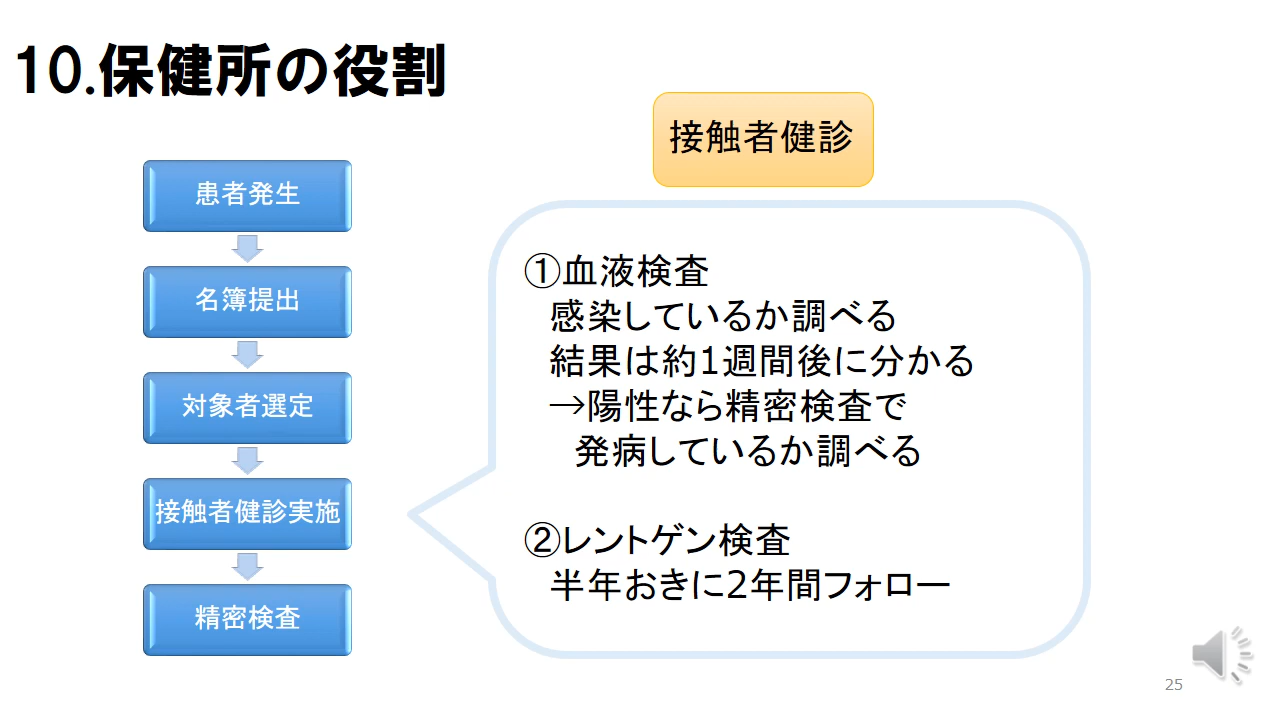 10.保健所の役割
患者発生
名簿提出
対象者選定
接触者健診実施
精密検査
接触者健診
①血液検査
感染しているか調べる
結果は約1週間後に分かる
→陽性なら精密検査で
発病しているか調べる
②レントゲン検査
半年おきに2年間フォロー
25